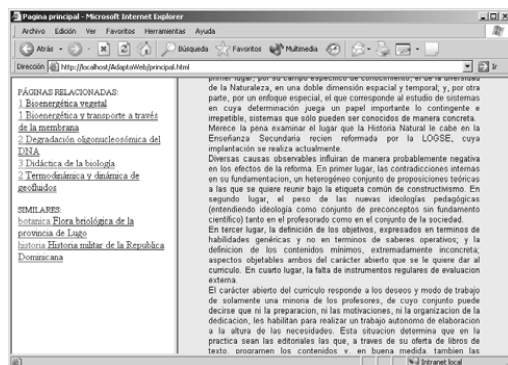 Pagina principal - Microsoft Internet Explorer
Archivo Edición Ver Favoritos Herramientas Ayuda
Atrás Búsqueda Favoritos Multimedia
Dirección http://localhost/AdaptaWeb/principal.html Ir
PÁGINAS RELACIONADAS:
1 Bioenergética vegetal
1 Bioenergética y transporte a través
de la membrana
2 Degradación oligonucleosómica del
DNA
3 Didáctica de la biología
2 Termodinámica y dinámica de
geofluidos
SIMILARES:
botanica Flora briológica de la
provincia de Lugo
historia Historia militar de la Republica
Dominicana
primer lugar, por su campo específico de conocimiento, el de la diversidad
de la Naturaleza, en una doble dimensión espacial y temporal; y, por otra
parte, por un enfoque especial, el que corresponde al estudio de sistemas
en cuya determinación juega un papel importante lo contingente e
irrepetible, sistemas que sólo pueden ser conocidos de manera concreta.
Merece la pena examinar el lugar que la Historia Natural le cabe en la
Enseñanza Secundaria recien reformada por la LOGSE, cuya
implantación se realiza actualmente.
Diversas causas observables influiran de manera probablemente negativa
en los efectos de la reforma. En primer lugar, las contradicciones internas
en su fundamentacion, un heterogéneo conjunto de proposiciones teóricas
a las que se quiere reunir bajo la etiqueta común de constructivismo. En
segundo lugar, el peso de las nuevas ideologías pedagógicas
(entendiendo ideología como conjunto de preconceptos sin fundamento
científico) tanto en el profesorado como en el conjunto de la sociedad.
En tercer lugar, la definición de los objetivos, expresados en terminos de
habilidades genéricas y no en terminos de saberes operativos; y la
definicion de los contenidos mínimos, extremadamente inconcreta;
aspectos objetables ambos del carácter abierto que se le quiere dar al
curriculo. En cuarto lugar, la falta de instrumentos regulares de evaluacion
externa.
El carácter abierto del curriculo responde a los deseos y modo de trabajo
de solamente una minoria de los profesores, de cuyo conjunto puede
decirse que ni la preparacion, ni las motivaciones, ni la organizacion de la
dedicacion, les habilitan para realizar un trabajo autonomo de elaboracion
a la altura de las necesidades. Esta situacion determina que en la
practica sean las editoriales las que, a traves de su oferta de libros de
texto, programen los contenidos y, en buena medida, tambien las
Intranet local